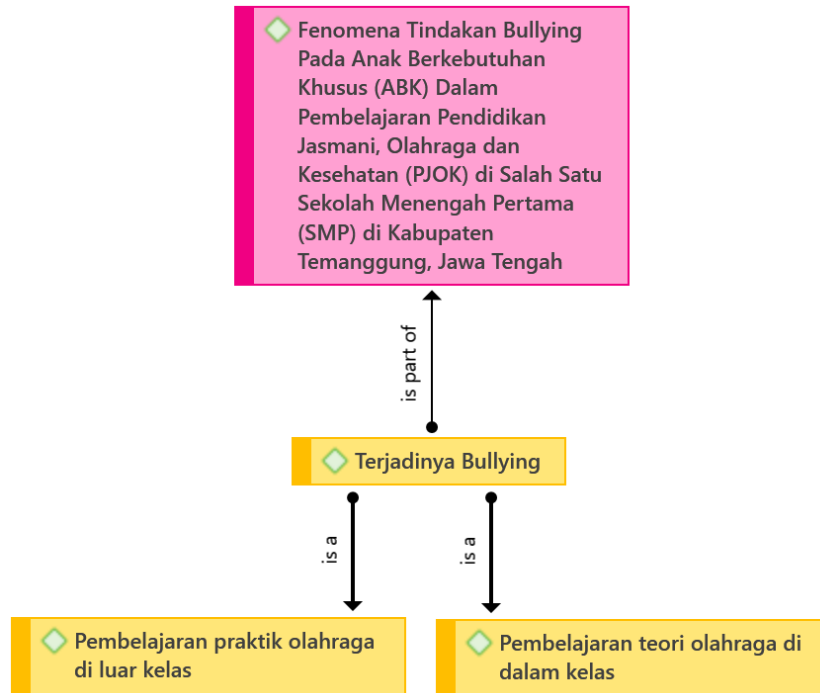 Fenomena Tindakan Bullying
Pada Anak Berkebutuhan
Khusus (ABK) Dalam
Pembelajaran Pendidikan
Jasmani, Olahraga dan
Kesehatan (PJOK) di Salah Satu
Sekolah Menengah Pertama
(SMP) di Kabupaten
Temanggung, Jawa Tengah
is part of
Terjadinya Bullying
is a
is a
Pembelajaran praktik olahraga
di luar kelas
Pembelajaran teori olahraga di
dalam kelas